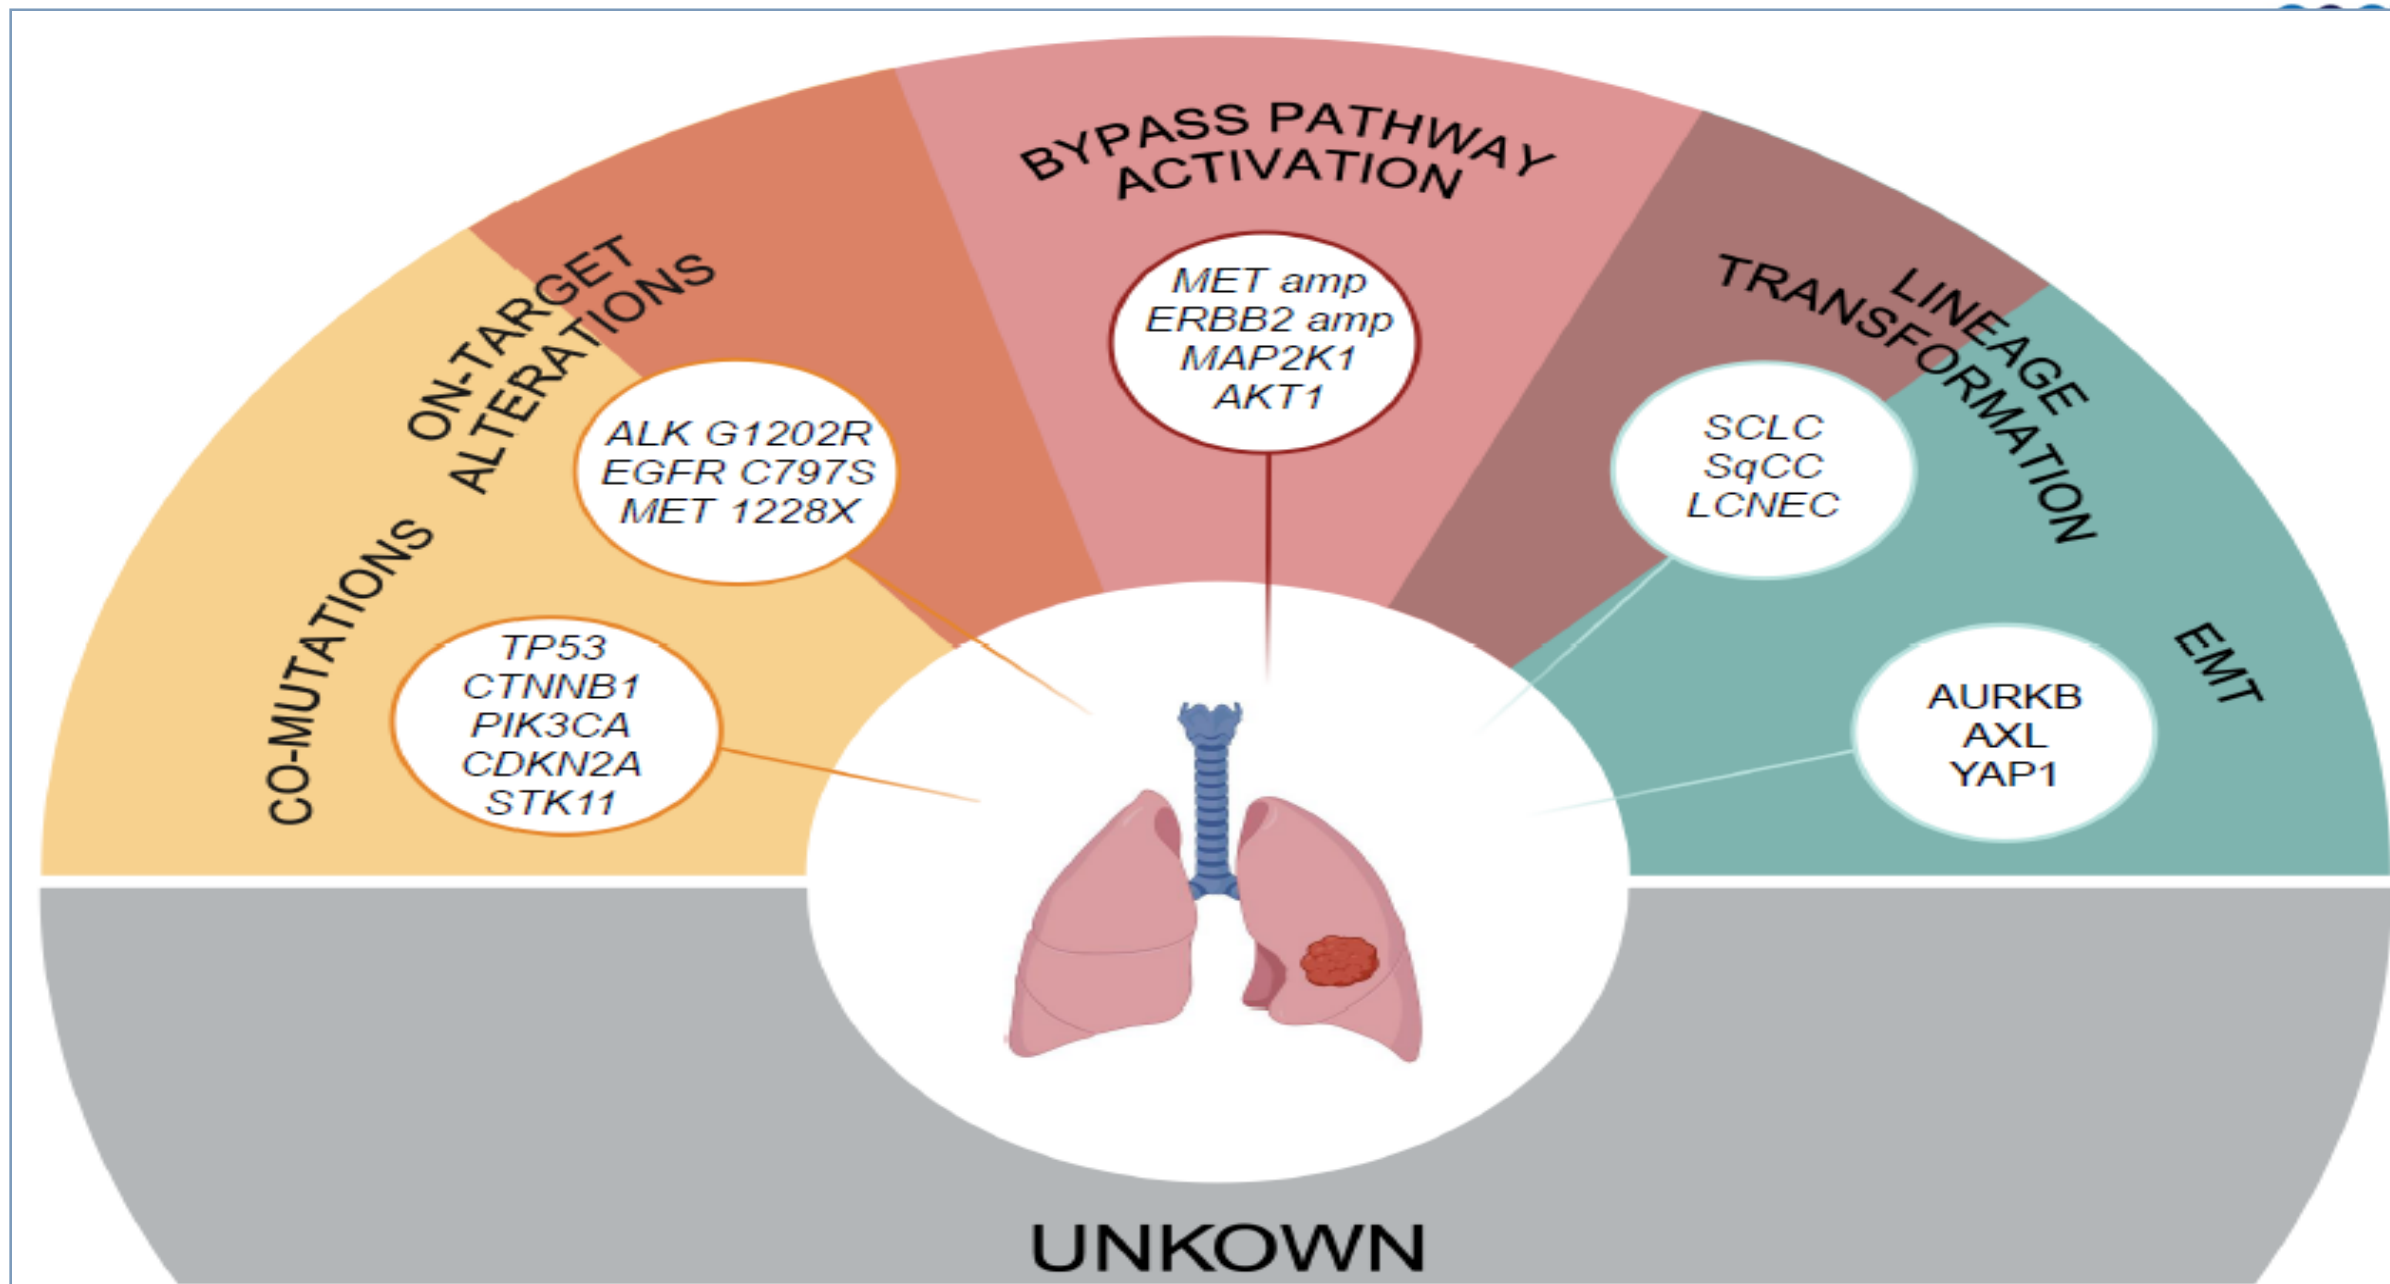 CO-MUTATIONS
TP53
CTNNB1
PIK3CA
CDKN2A
STK11
ON-TARGET
ALTERATIONS
ALK G1202R
EGFR C797S
MET 1228X
BYPASS PATHWAY
ACTIVATION
MET amp
ERBB2 amp
MAP2K1
AKT1
LINEAGE
TRANSFORMATION
SCLC
SqCC
LCNEC
EMT
AURKB
AXL
YAP1
UNKOWN